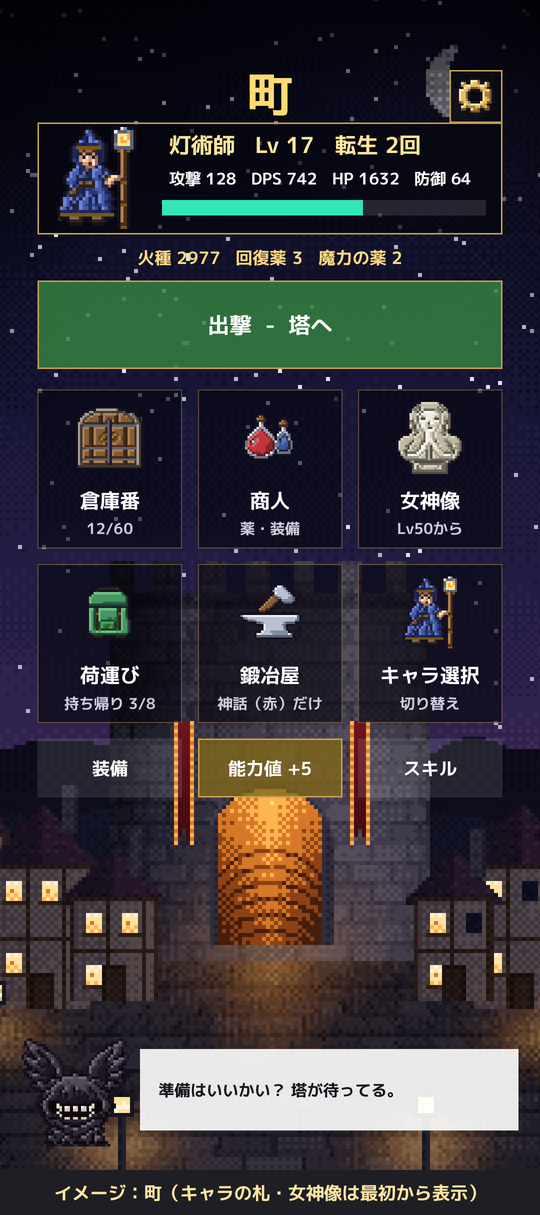 町
灯術師 Lv 17 転生 2回
攻撃 128 DPS 742 HP 1632 防御 64
火種 2977 回復薬 3 魔力の薬 2
出撃 - 塔へ
倉庫番 商人 女神像
12/60 薬・装備 Lv50から
荷運び 鍛冶屋 キャラ選択
持ち帰り 3/8 神話（赤）だけ 切り替え
装備 能力値 +5 スキル
準備はいいかい？ 塔が待ってる。
イメージ：町（キャラの札・女神像は最初から表示）